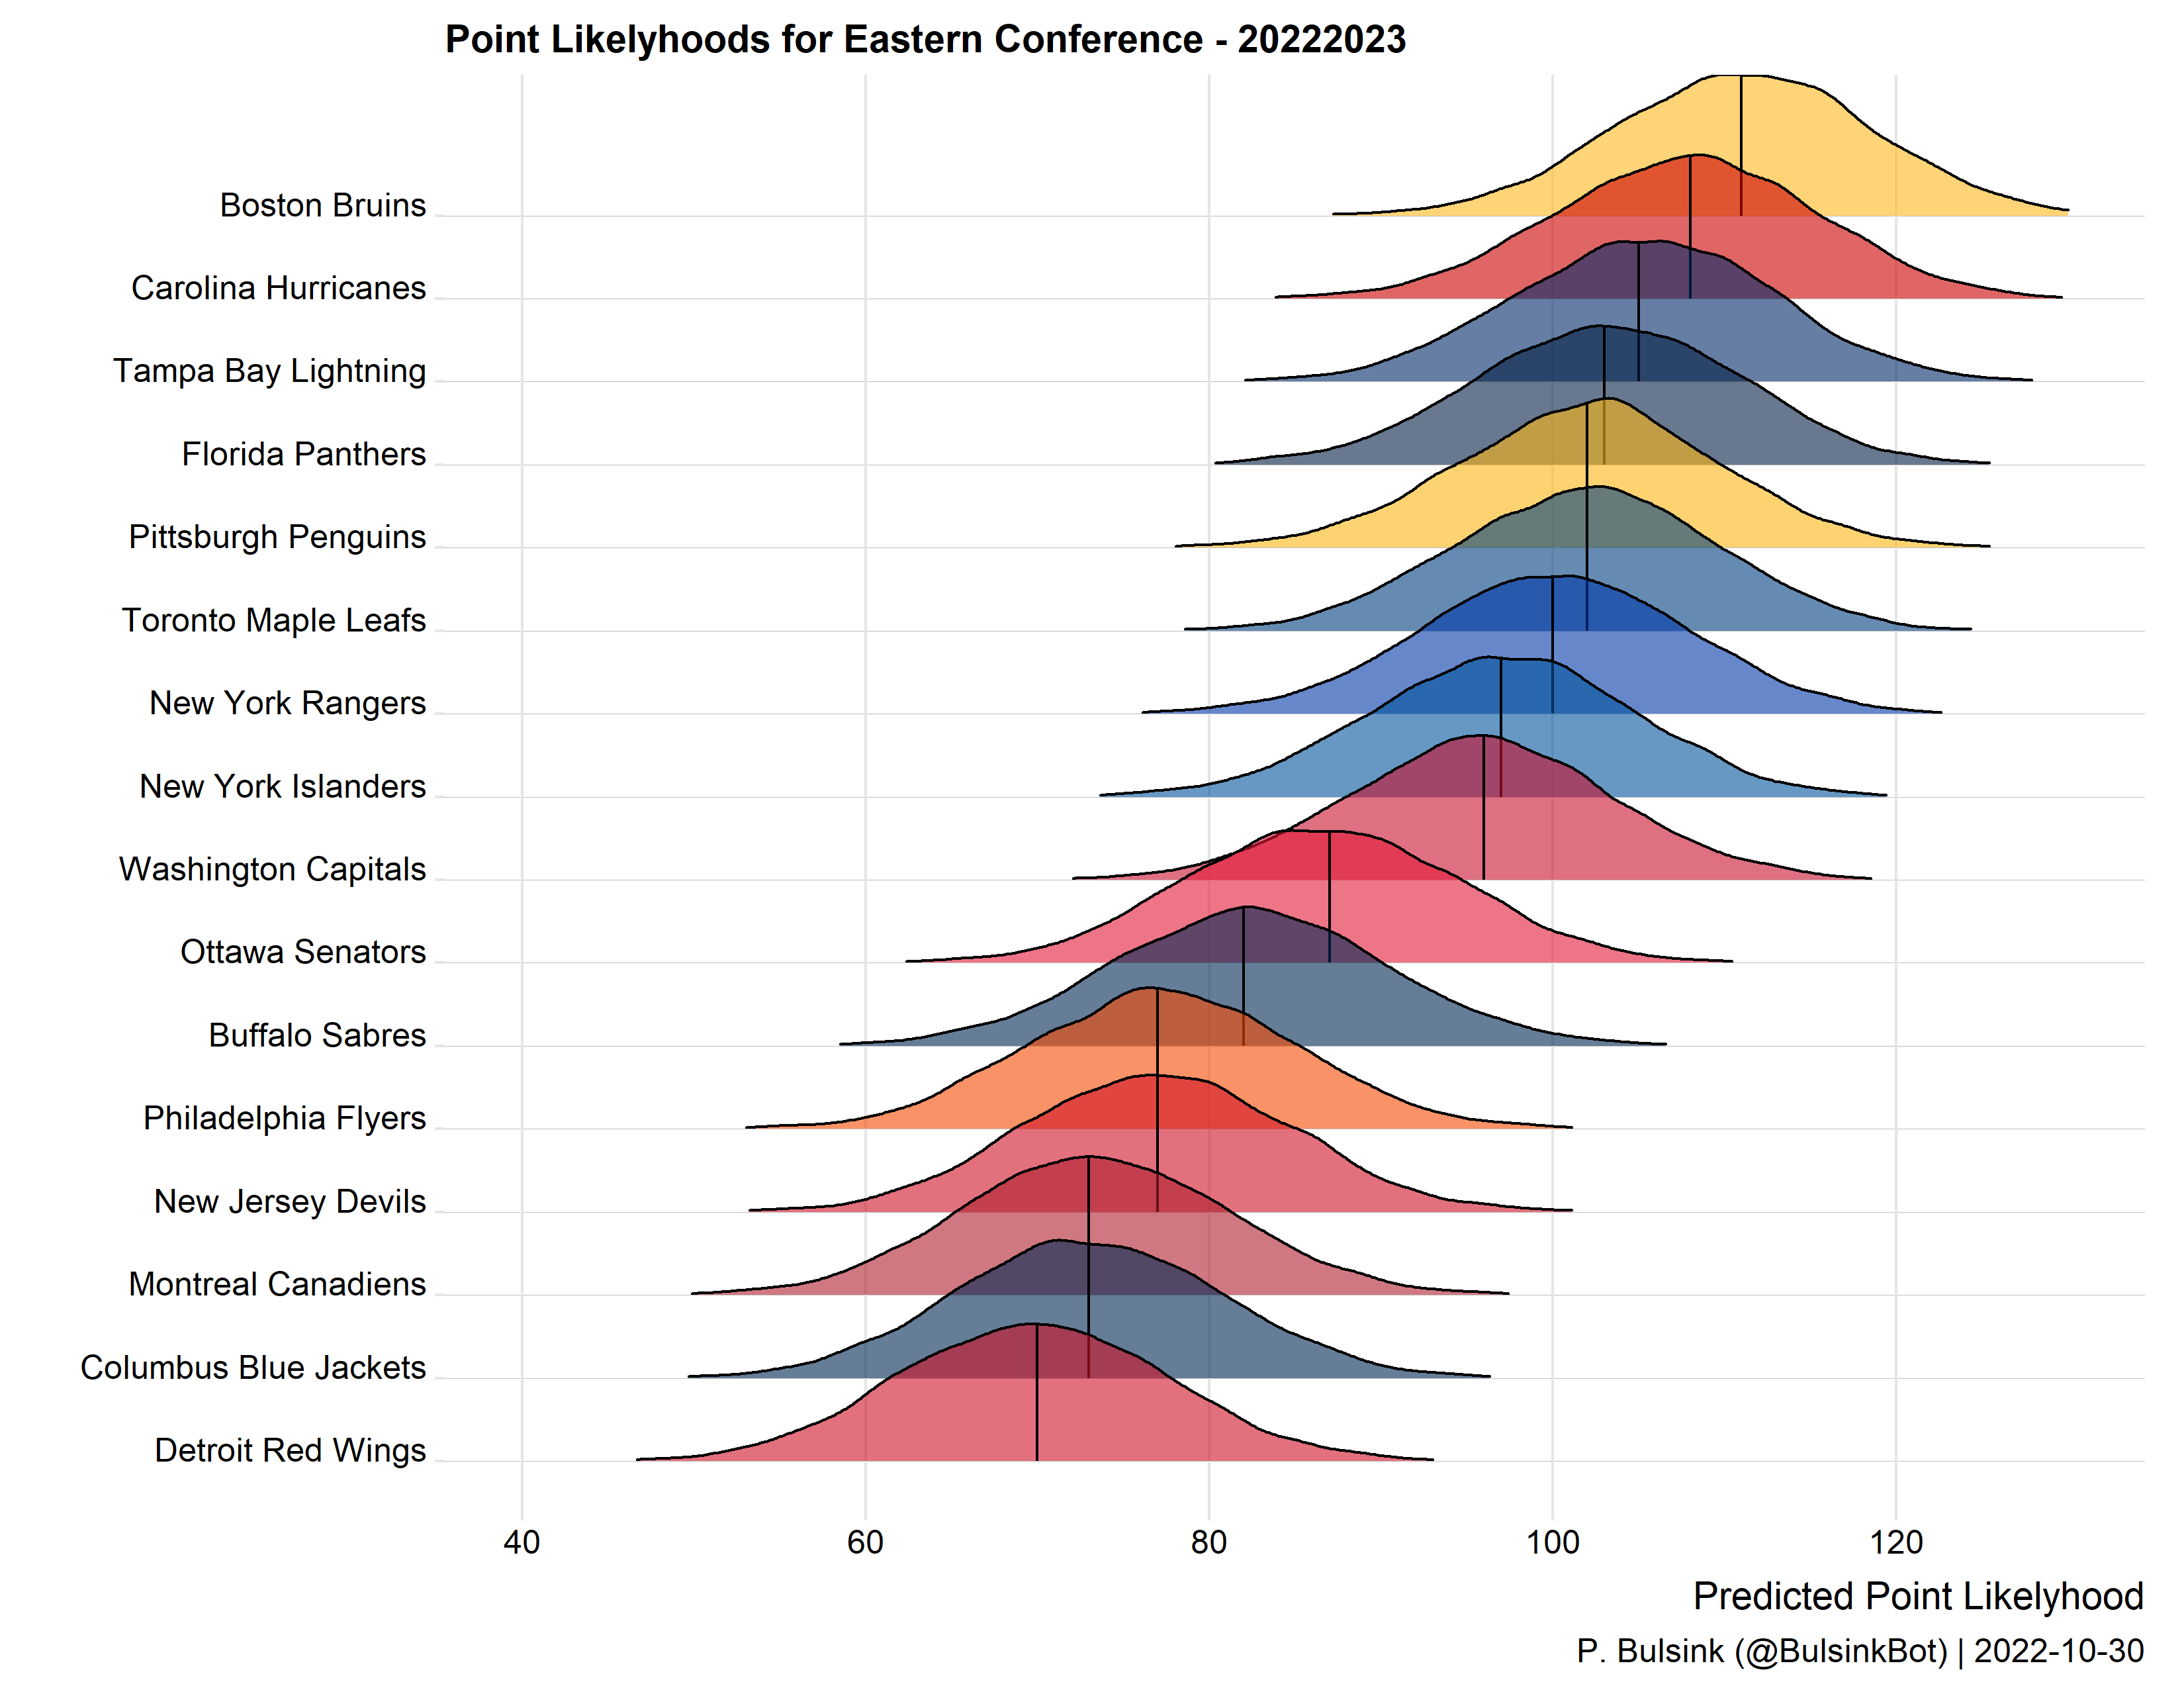 Point Likelyhoods for Eastern Conference - 20222023
Boston Bruins
Carolina Hurricanes
Tampa Bay Lightning
Florida Panthers
Pittsburgh Penguins
Toronto Maple Leafs
New York Rangers
New York Islanders
Washington Capitals
Ottawa Senators
Buffalo Sabres
Philadelphia Flyers
New Jersey Devils
Montreal Canadiens
Columbus Blue Jackets
Detroit Red Wings
40 60 80 100 120
Predicted Point Likelyhood
P. Bulsink (@BulsinkBot) | 2022-10-30